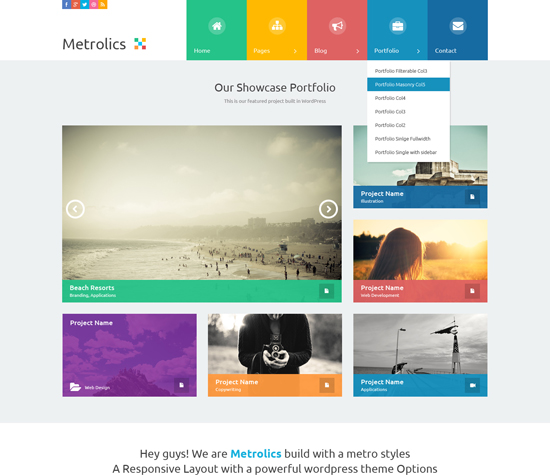 Metrolics
Home
Pages
Blog
Portfolio
Contact
Portfolio Filterable Col3
Portfolio Masonry Col5
Portfolio Col4
Portfolio Col3
Portfolio Col2
Portfolio Sinlge Fullwidth
Portfolio Single with sidebar
Our Showcase Portfolio
This is our featured project built in WordPress
Beach Resorts
Branding, Applications
Project Name
Illustration
Project Name
Web Development
Project Name
Web Design
Project Name
Copywriting
Project Name
Applications
Hey guys! We are Metrolics build with a metro styles
A Responsive Layout with a powerful wordpress theme Options